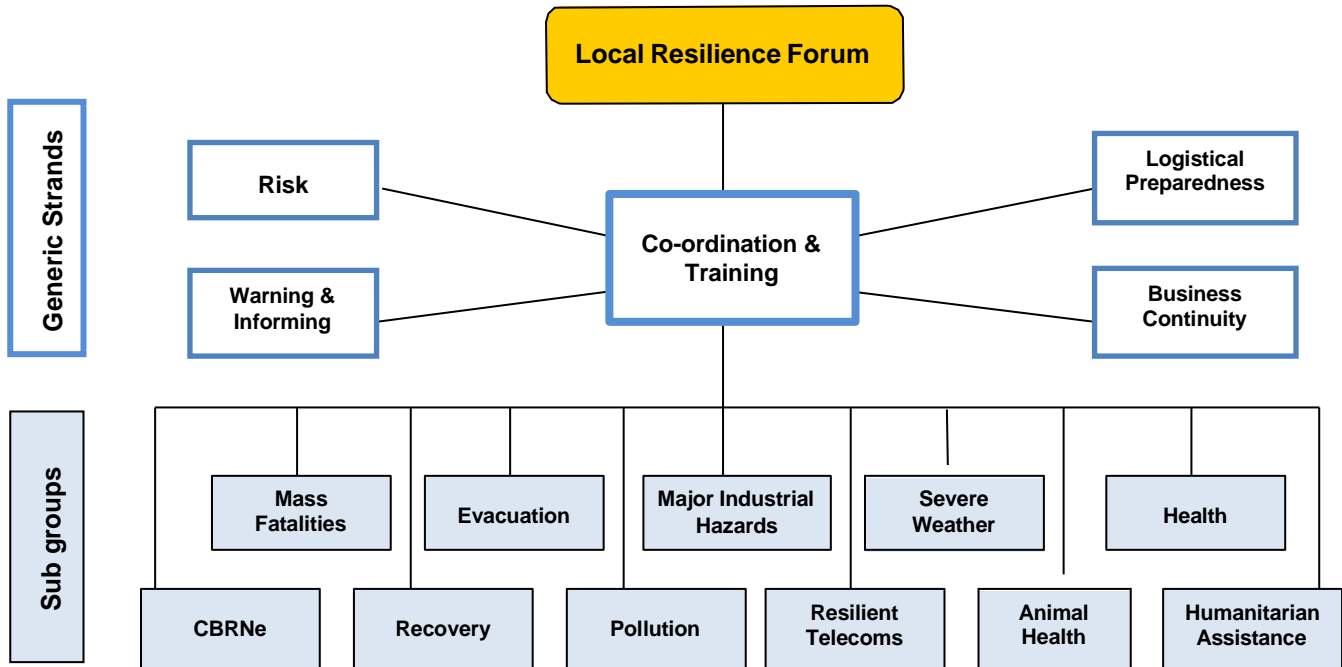 Local Resilience Forum
Generic Strands
Risk
Logistical
Preparedness
Co-ordination &
Training
Warning &
Informing
Business
Continuity
Sub groups
Mass
Fatalities
Evacuation
Major Industrial
Hazards
Severe
Weather
Health
CBRNe
Recovery
Pollution
Resilient
Telecoms
Animal
Health
Humanitarian
Assistance